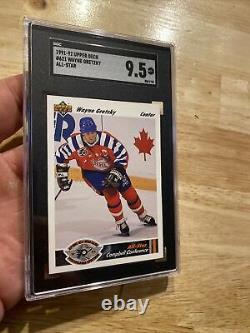 1991-92 UPPER DECK
#621 WAYNE GRETZKY
ALL-STAR
9.5
Wayne Gretzky
Center
All-Star
Campbell Conference